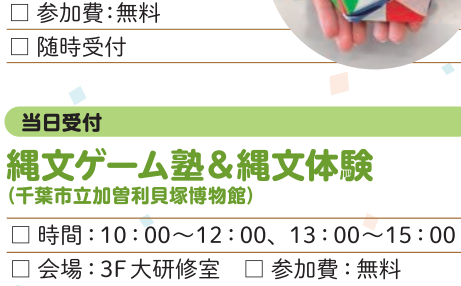 □ 参加費：無料
□ 随時受付
当日受付
縄文ゲーム塾＆縄文体験
（千葉市立加曽利貝塚博物館）
□ 時間：10：00～12：00、13：00～15：00
□ 会場：3F大研修室　□ 参加費：無料